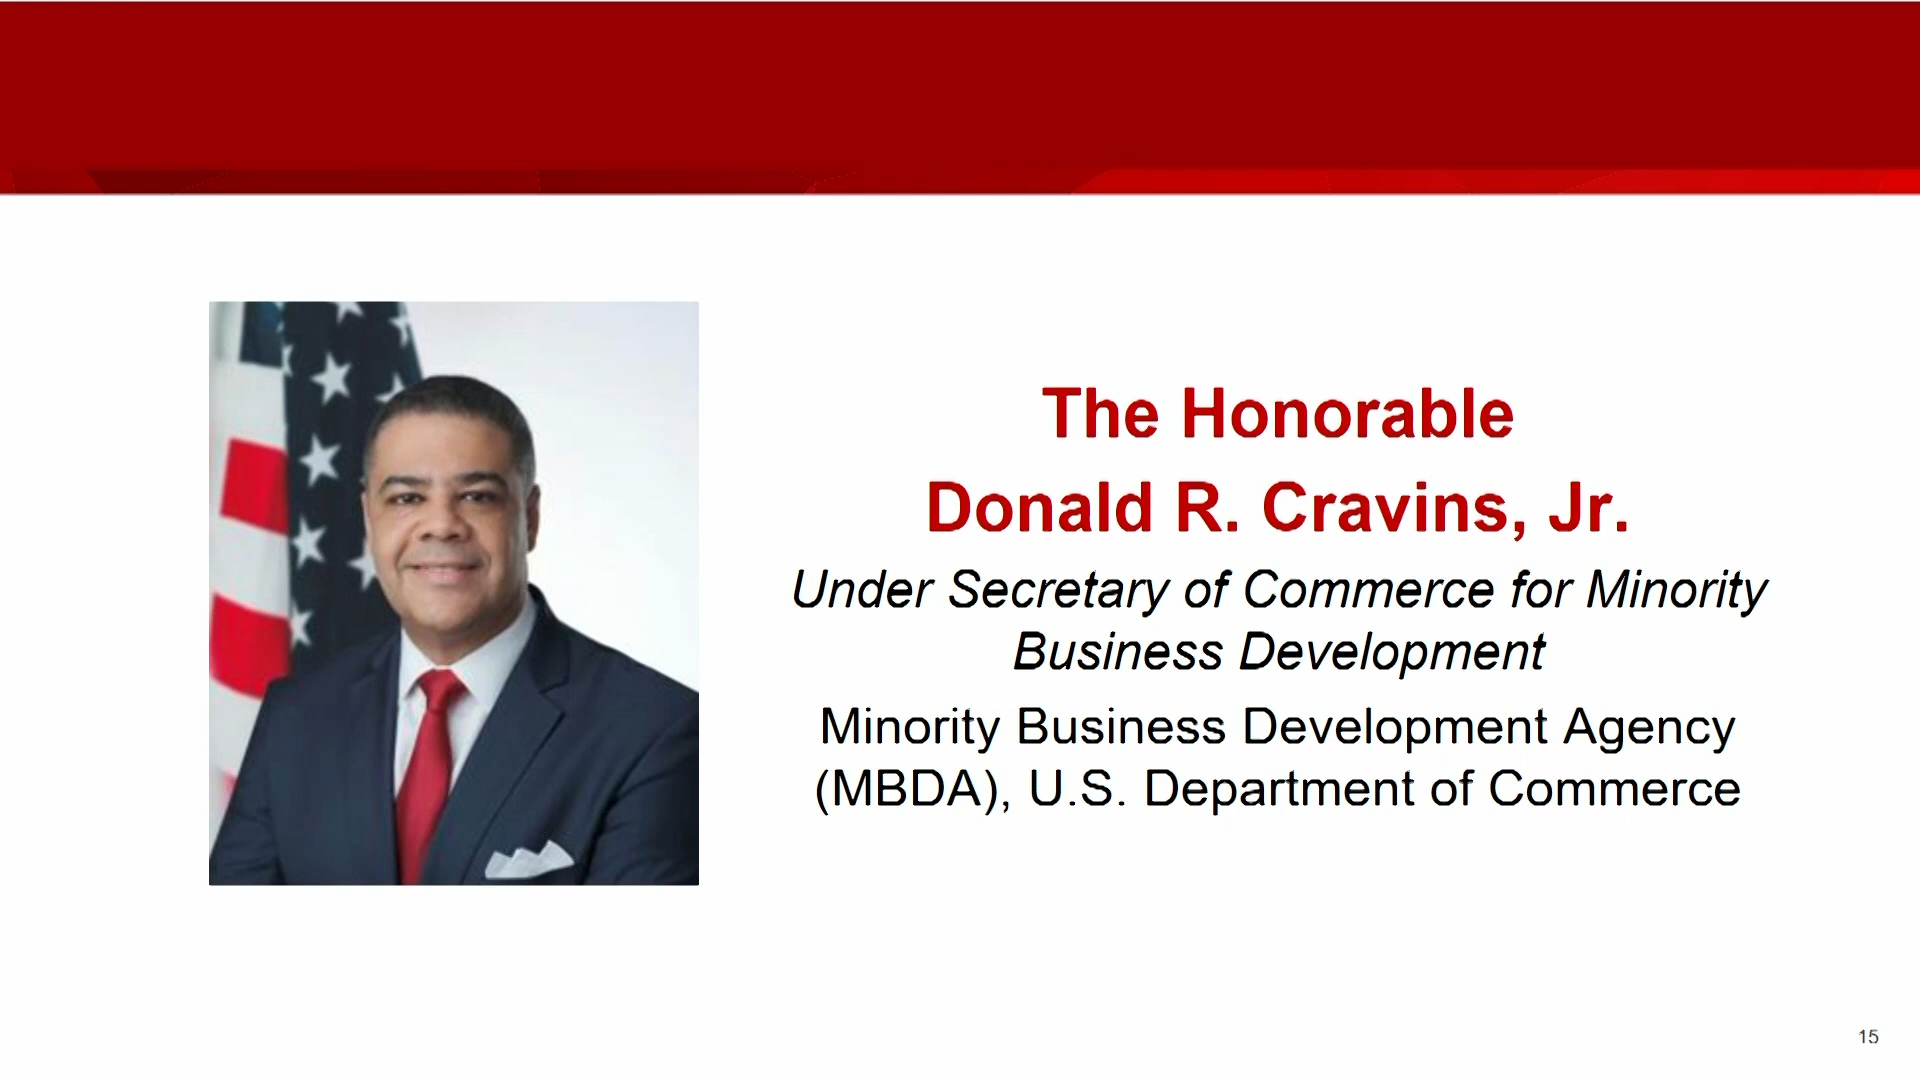 The Honorable
Donald R. Cravins, Jr.
Under Secretary of Commerce for Minority
Business Development
Minority Business Development Agency
(MBDA), U.S. Department of Commerce
15